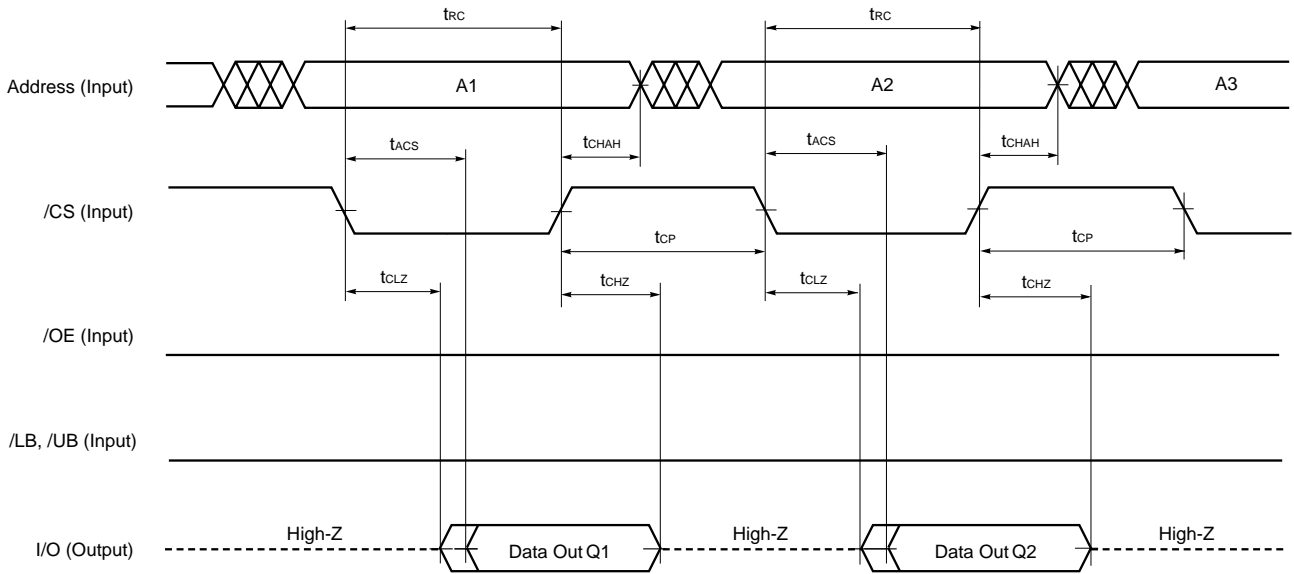 tRC tRC
Address (Input) A1 A2 A3
tACS tCHAH tACS tCHAH
/CS (Input)
tCP tCP
tCLZ tCHZ tCLZ tCHZ
/OE (Input)
/LB, /UB (Input)
High-Z High-Z High-Z
I/O (Output) Data Out Q1 Data Out Q2